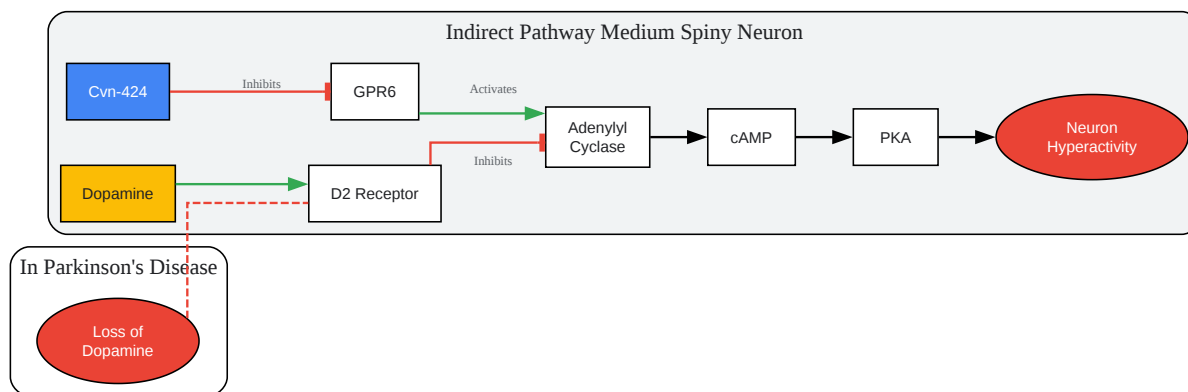 Indirect Pathway Medium Spiny Neuron
Cvn-424
Inhibits
GPR6
Activates
Adenylyl
Cyclase
cAMP
PKA
Neuron
Hyperactivity
Inhibits
Dopamine
D2 Receptor
In Parkinson's Disease
Loss of
Dopamine